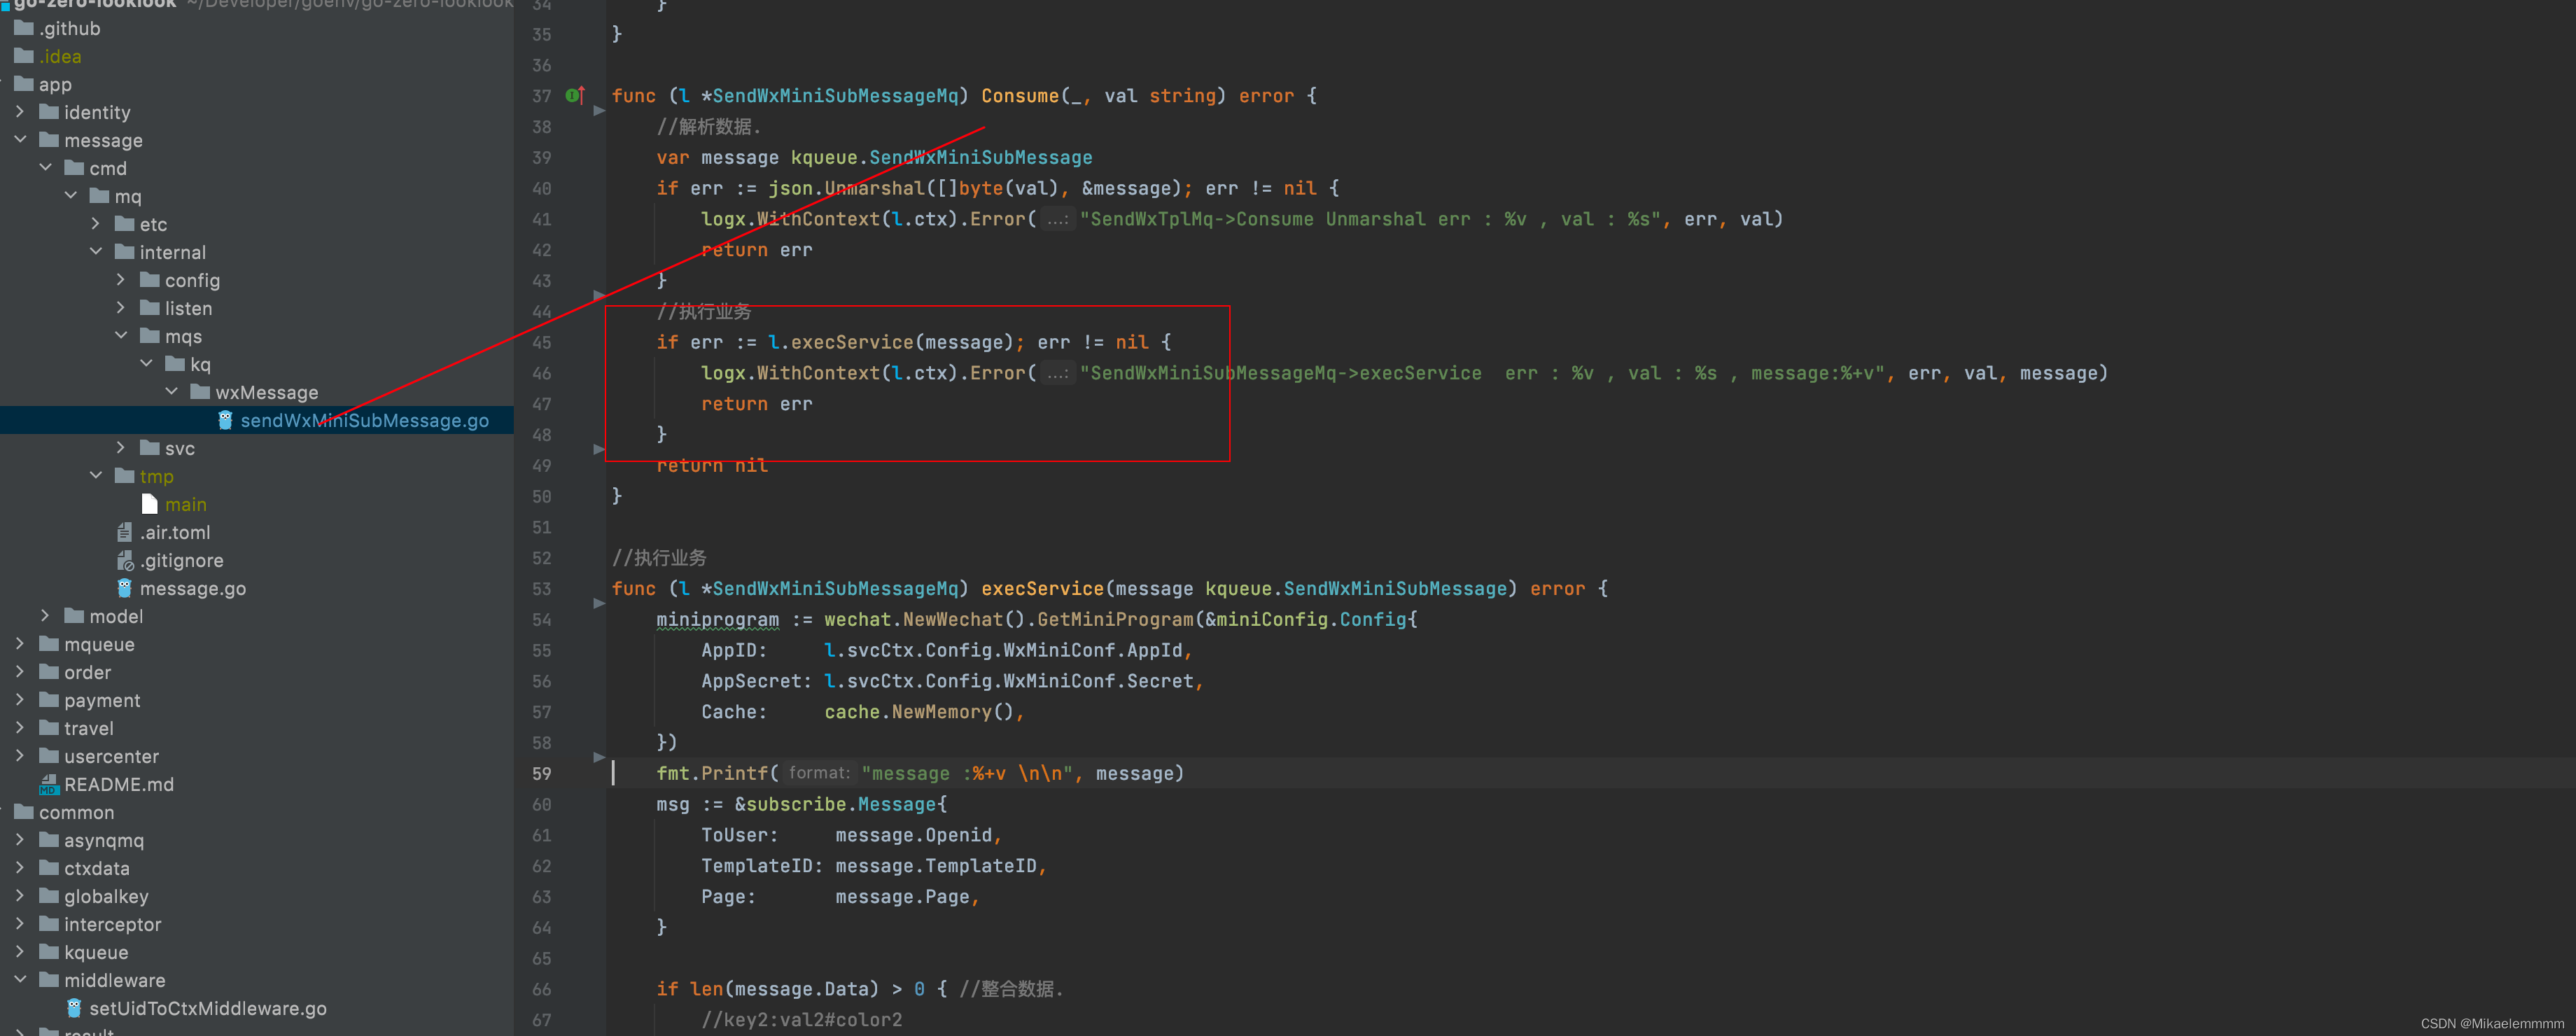 go-zero-looklook ~/Developer/goenv/go-zero-looklook
.github
.idea
app
identity
message
cmd
mq
etc
internal
config
listen
mqs
kq
wxMessage
sendWxMiniSubMessage.go
svc
tmp
main
.air.toml
.gitignore
message.go
model
mqueue
order
payment
travel
usercenter
README.md
common
asynqmq
ctxdata
globalkey
interceptor
kqueue
middleware
setUidToCtxMiddleware.go
result
34 }
35 }
36
37 func (l *SendWxMiniSubMessageMq) Consume(_, val string) error {
38 //解析数据.
39 var message kqueue.SendWxMiniSubMessage
40 if err := json.Unmarshal([]byte(val), &message); err != nil {
41 logx.WithContext(l.ctx).Error( ...: "SendWxTplMq->Consume Unmarshal err : %v , val : %s", err, val)
42 return err
43 }
44 //执行业务
45 if err := l.execService(message); err != nil {
46 logx.WithContext(l.ctx).Error( ...: "SendWxMiniSubMessageMq->execService  err : %v , val : %s , message:%+v", err, val, message)
47 return err
48 }
49 return nil
50 }
51
52 //执行业务
53 func (l *SendWxMiniSubMessageMq) execService(message kqueue.SendWxMiniSubMessage) error {
54 miniprogram := wechat.NewWechat().GetMiniProgram(&miniConfig.Config{
55 AppID:     l.svcCtx.Config.WxMiniConf.AppId,
56 AppSecret: l.svcCtx.Config.WxMiniConf.Secret,
57 Cache:     cache.NewMemory(),
58 })
59 fmt.Printf( format: "message :%+v \n\n", message)
60 msg := &subscribe.Message{
61 ToUser:     message.Openid,
62 TemplateID: message.TemplateID,
63 Page:       message.Page,
64 }
65
66 if len(message.Data) > 0 { //整合数据.
67 //key2:val2#color2
CSDN @Mikaelemmmm